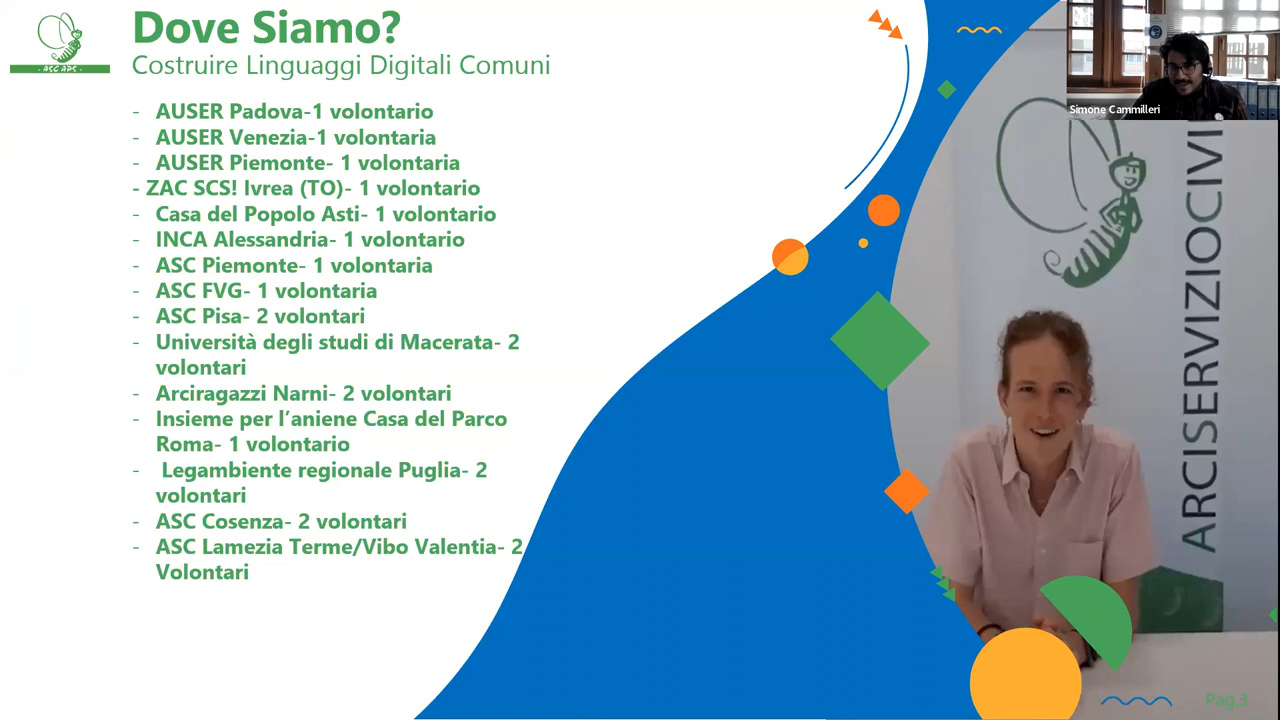 - ASC APS -
Dove Siamo?
Costruire Linguaggi Digitali Comuni
- AUSER Padova-1 volontario
- AUSER Venezia-1 volontaria
- AUSER Piemonte- 1 volontaria
- ZAC SCS! Ivrea (TO)- 1 volontario
- Casa del Popolo Asti- 1 volontario
- INCA Alessandria- 1 volontario
- ASC Piemonte- 1 volontaria
- ASC FVG- 1 volontaria
- ASC Pisa- 2 volontari
- Università degli studi di Macerata- 2
volontari
- Arciragazzi Narni- 2 volontari
- Insieme per l’aniene Casa del Parco
Roma- 1 volontario
- Legambiente regionale Puglia- 2
volontari
- ASC Cosenza- 2 volontari
- ASC Lamezia Terme/Vibo Valentia- 2
Volontari
Simone Cammilleri
ARCISERVIZIOCIVI
Pag.3